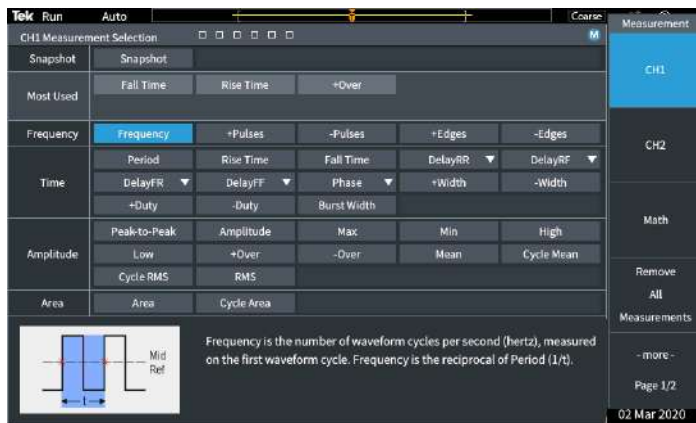 Tek Run Auto Coarse
CH1 Measurement Selection M
Snapshot Snapshot
Most Used Fall Time Rise Time +Over
Frequency Frequency +Pulses -Pulses +Edges -Edges
Time Period Rise Time Fall Time DelayRR DelayRF
DelayFR DelayFF Phase +Width -Width
+Duty -Duty Burst Width
Amplitude Peak-to-Peak Amplitude Max Min High
Low +Over -Over Mean Cycle Mean
Cycle RMS RMS
Area Area Cycle Area
Mid
Ref
t
Frequency is the number of waveform cycles per second (hertz), measured
on the first waveform cycle. Frequency is the reciprocal of Period (1/t).
Measurement
CH1
CH2
Math
Remove
All
Measurements
- more -
Page 1/2
02 Mar 2020